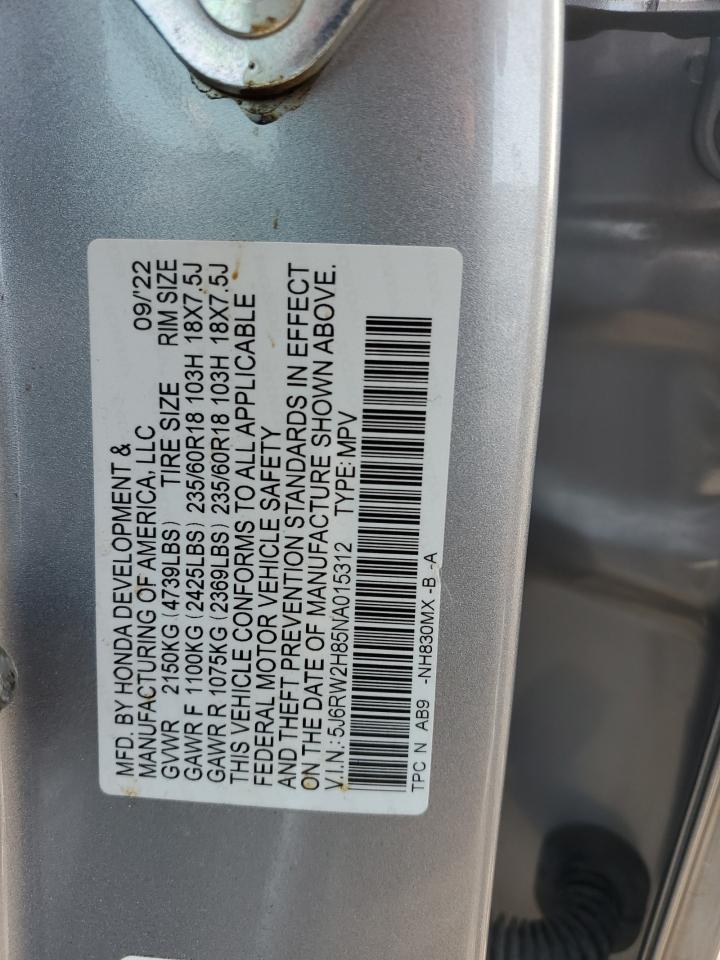 MFD. BY HONDA DEVELOPMENT & 09/'22
MANUFACTURING OF AMERICA, LLC
GVWR 2150KG (4739LBS) TIRE SIZE RIM SIZE
GAWR F 1100KG (2425LBS) 235/60R18 103H 18X7.5J
GAWR R 1075KG (2369LBS) 235/60R18 103H 18X7.5J
THIS VEHICLE CONFORMS TO ALL APPLICABLE
FEDERAL MOTOR VEHICLE SAFETY
AND THEFT PREVENTION STANDARDS IN EFFECT
ON THE DATE OF MANUFACTURE SHOWN ABOVE.
V.I.N.: 5J6RW2H85NA015312 TYPE: MPV
TPC N AB9 -NH830MX -B -A